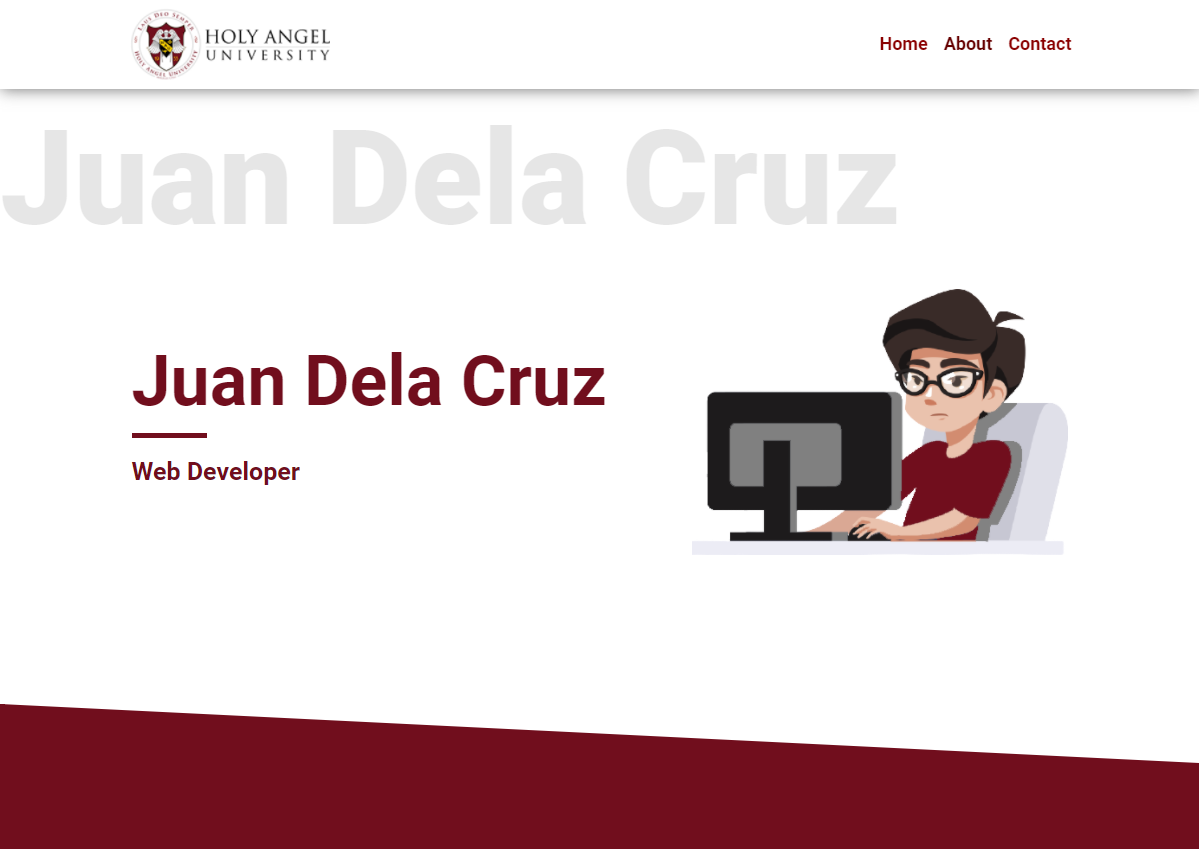 LAUS DEO SEMPER
HOLY ANGEL UNIVERSITY
HOLY ANGEL
UNIVERSITY
Home About Contact
Juan Dela Cruz
Juan Dela Cruz
Web Developer